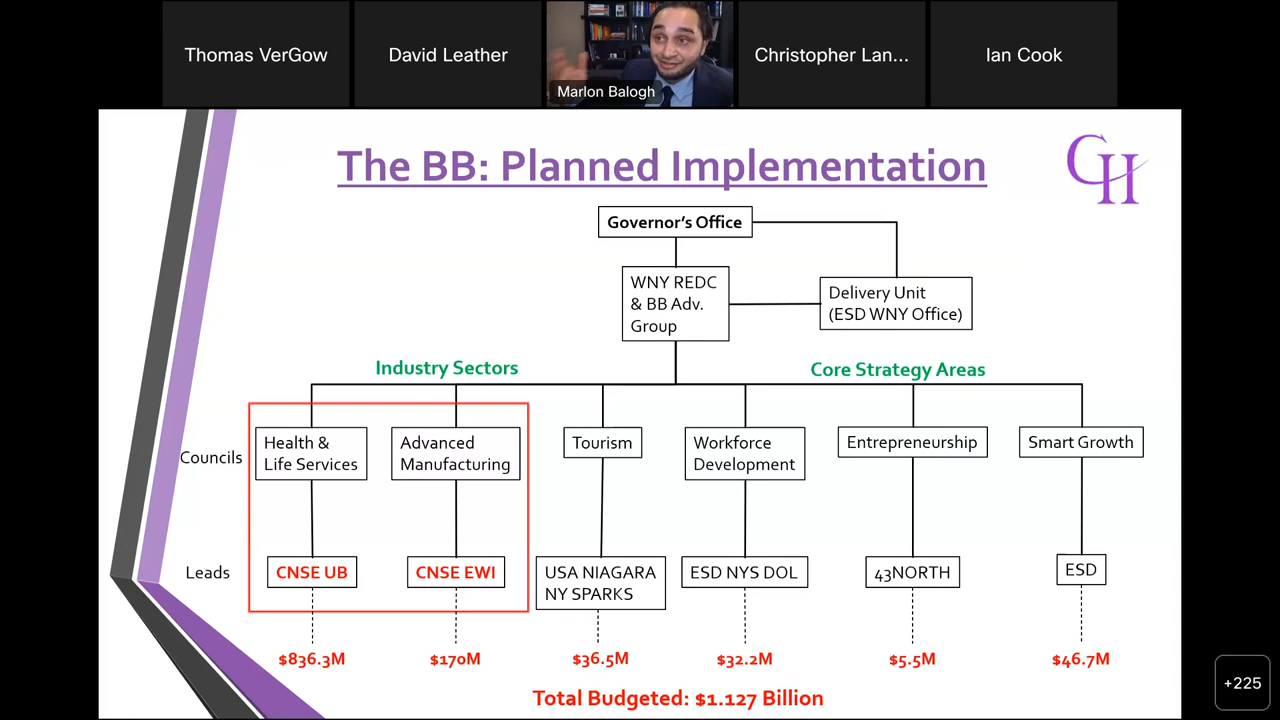 Thomas VerGow
David Leather
Marlon Balogh
Christopher Lan...
Ian Cook
The BB: Planned Implementation
CH
Governor's Office
WNY REDC
& BB Adv.
Group
Delivery Unit
(ESD WNY Office)
Industry Sectors
Core Strategy Areas
Councils
Health &
Life Services
Advanced
Manufacturing
Tourism
Workforce
Development
Entrepreneurship
Smart Growth
Leads
CNSE UB
CNSE EWI
USA NIAGARA
NY SPARKS
ESD NYS DOL
43NORTH
ESD
$836.3M
$170M
$36.5M
$32.2M
$5.5M
$46.7M
Total Budgeted: $1.127 Billion
+225